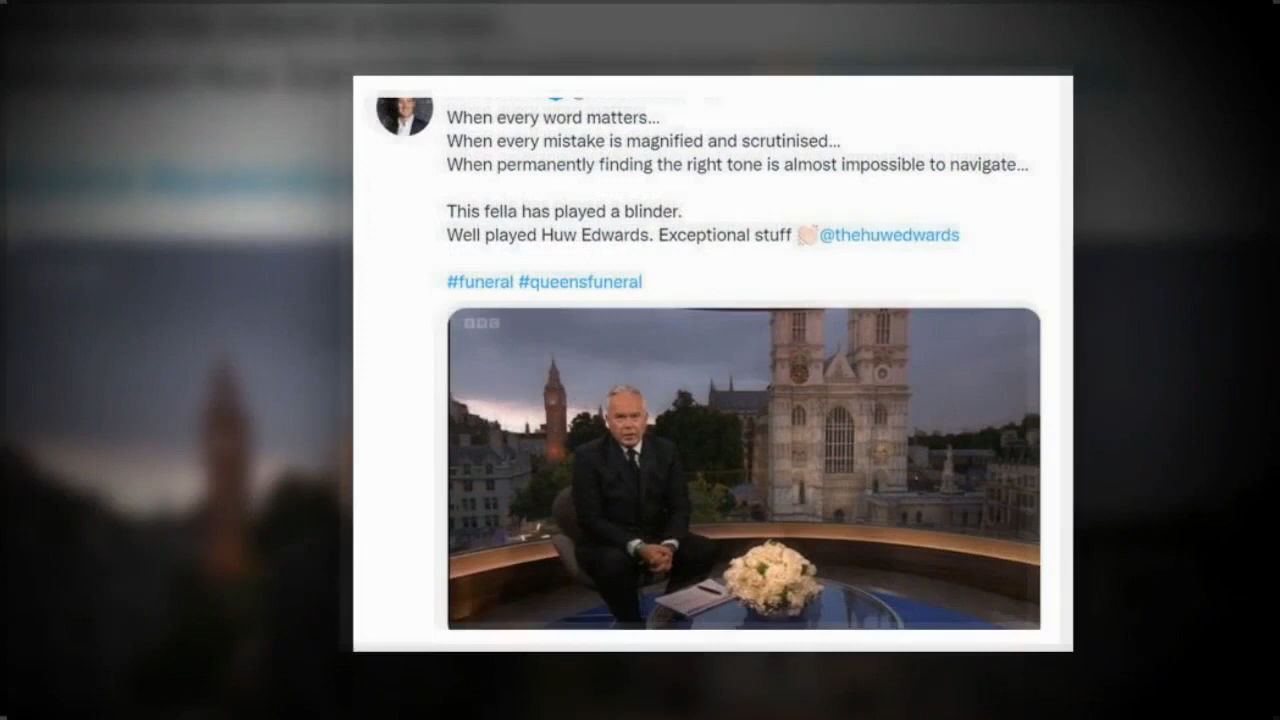 When every word matters...
When every mistake is magnified and scrutinised...
When permanently finding the right tone is almost impossible to navigate...
This fella has played a blinder.
Well played Huw Edwards. Exceptional stuff 👏🏻@thehuwedwards
#funeral #queensfuneral
BBC